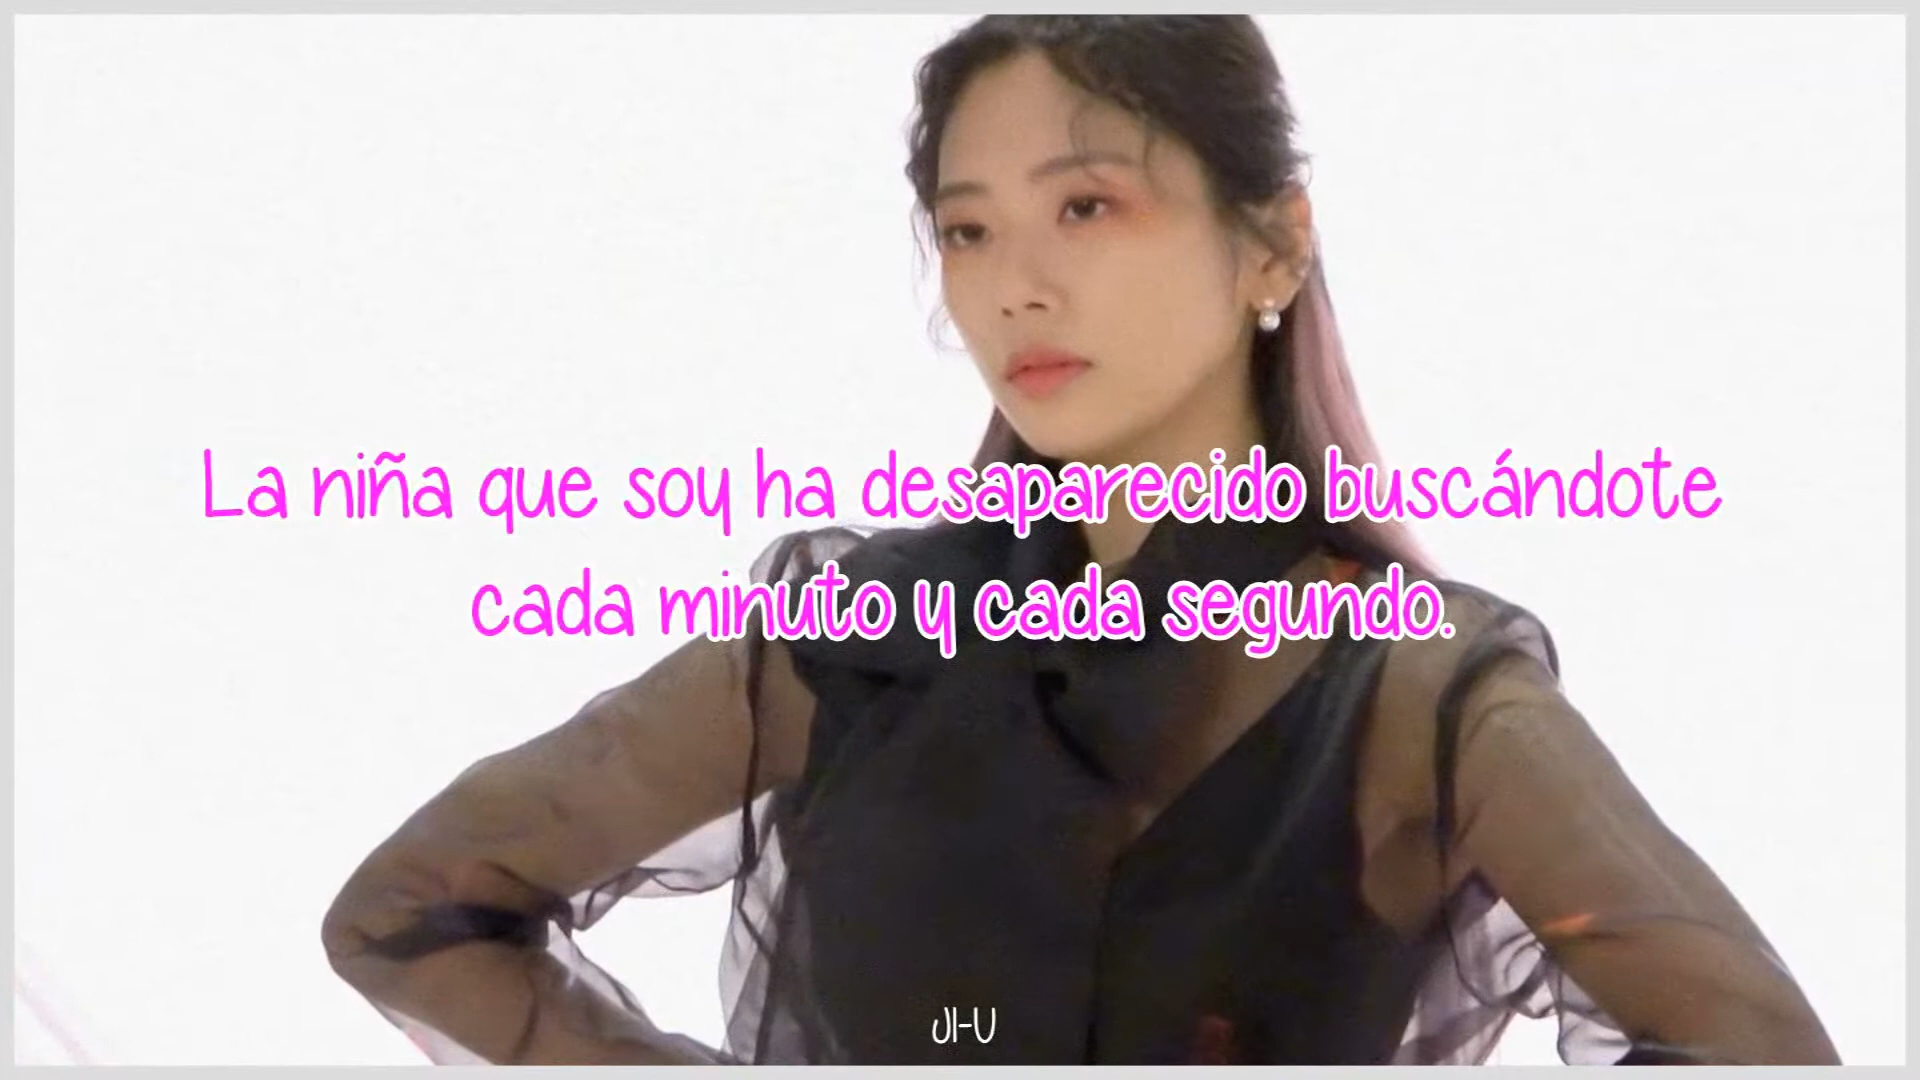 La niña que soy ha desaparecido buscándote
cada minuto y cada segundo.
JI-U